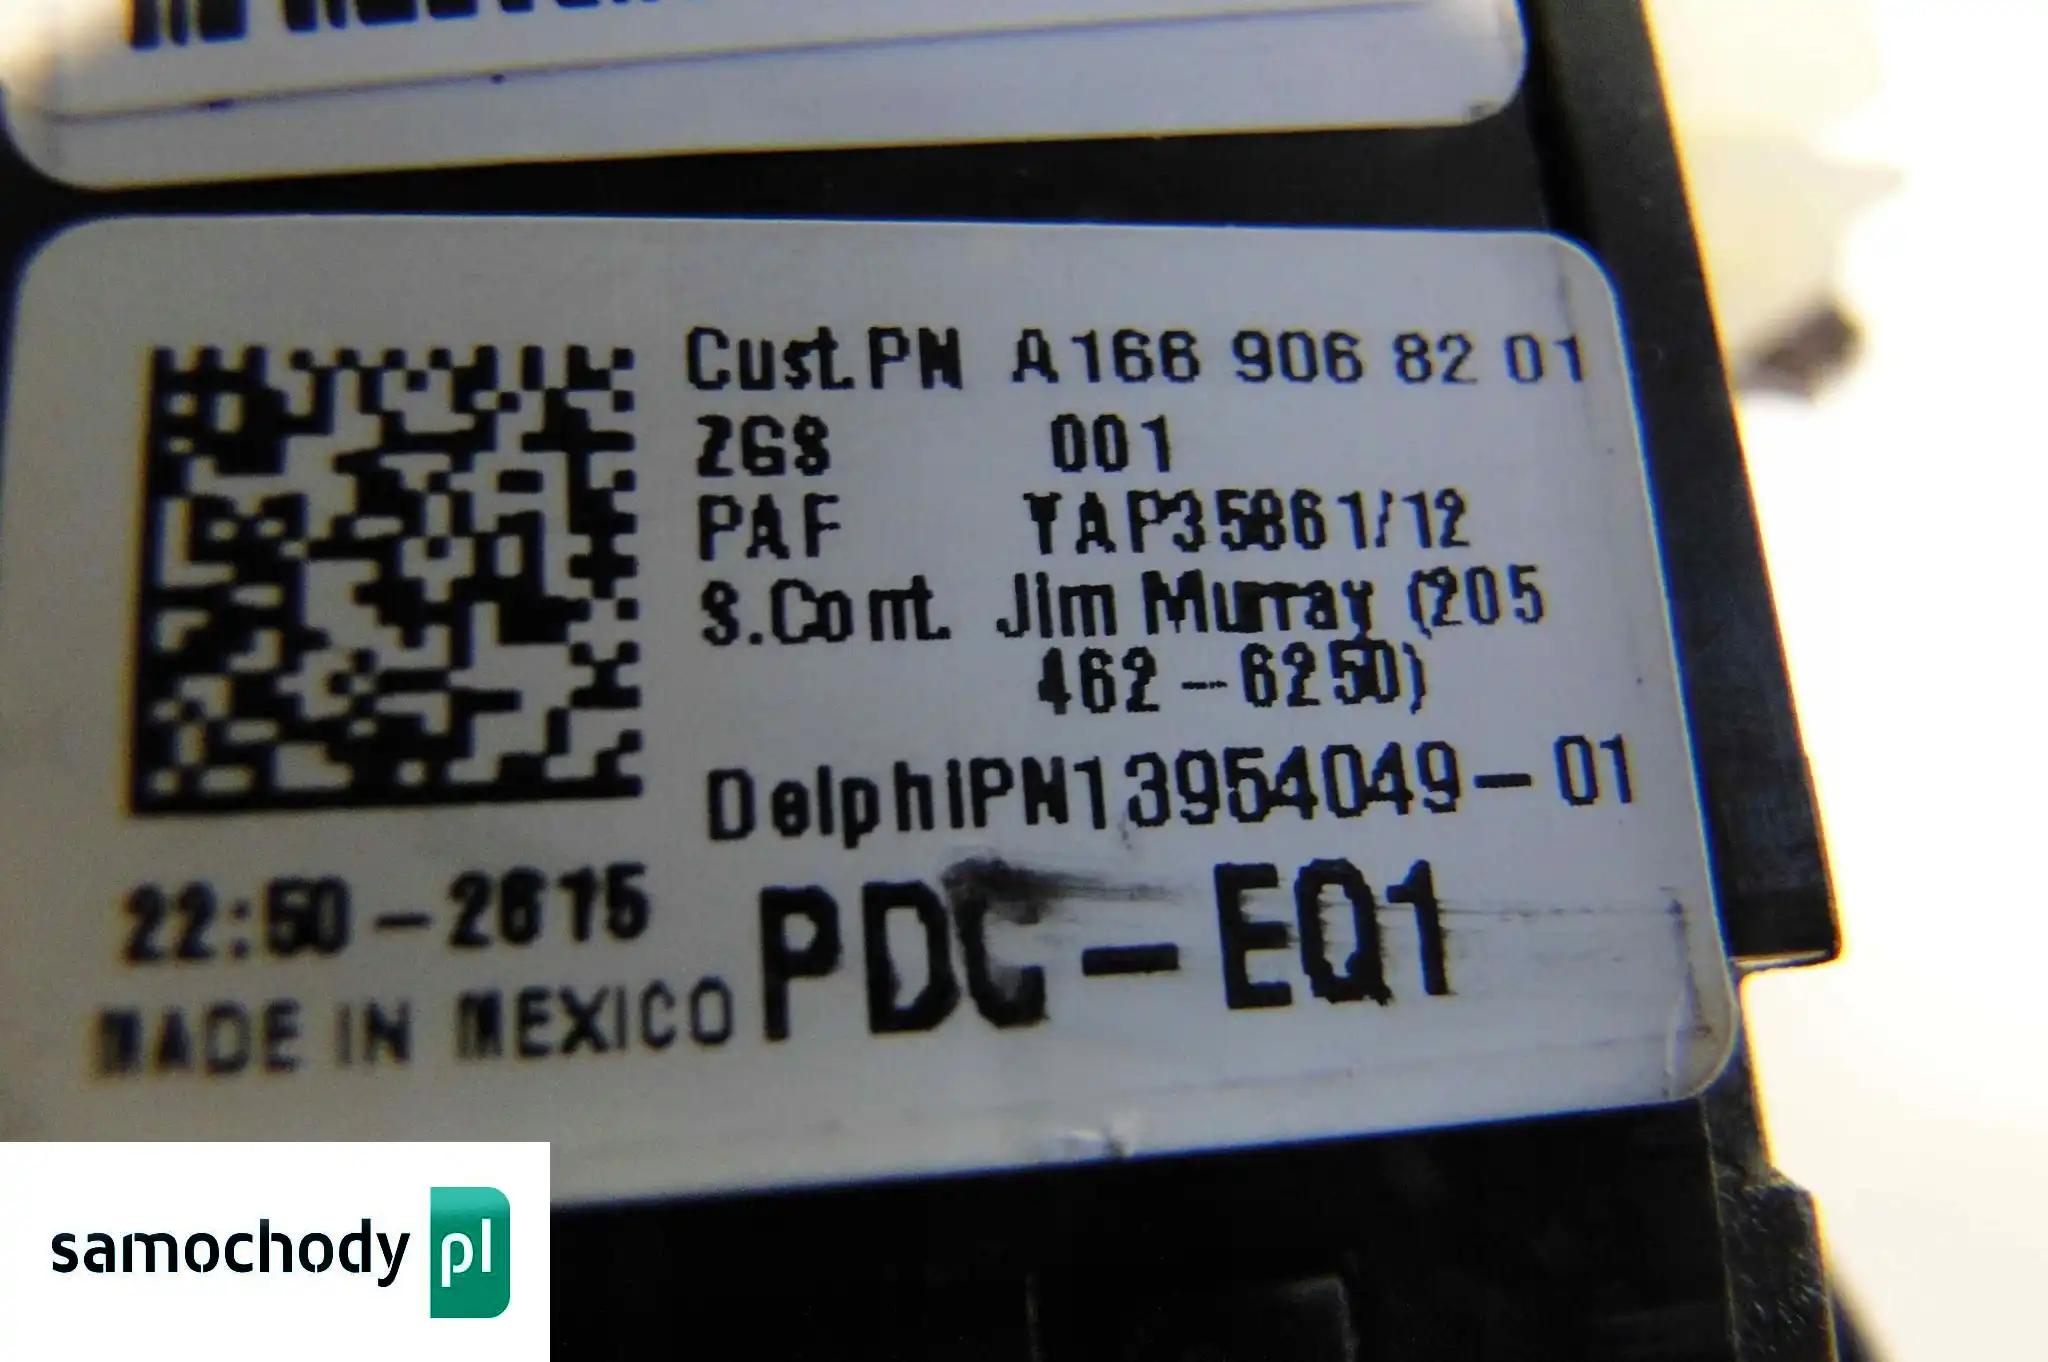 Cust.PN A166 906 82 01
ZGS 001
PAF YAP35861/12
S.Cont. Jim Murray (205
462-6250)
DelphiPN13954049-01
22:50-2615
PDC-EQ1
MADE IN MEXICO
samochody pl